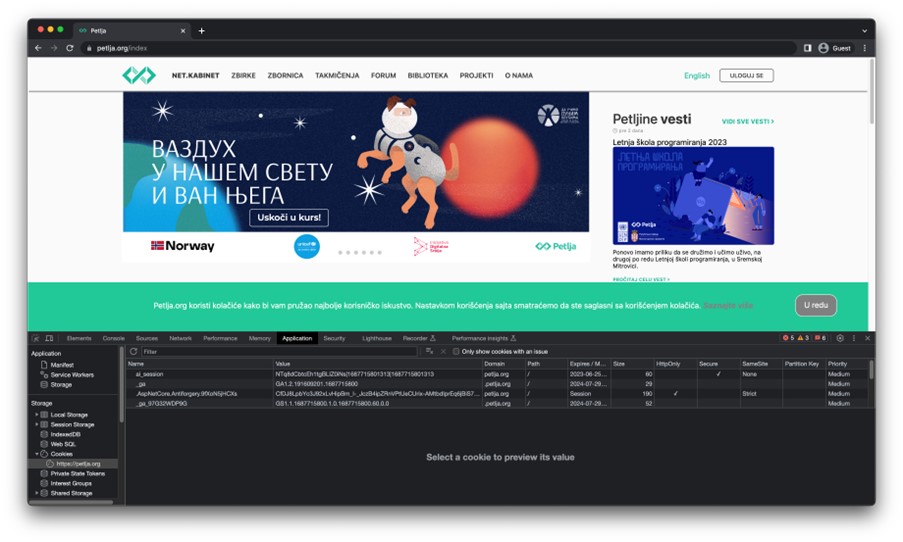 Petlja
Guest
petlja.org/index
NET.KABINET ZBIRKE ZBORNICA TAKMIČENJA FORUM BIBLIOTEKA PROJEKTI O NAMA
English
ULOGUJ SE
ВАЗДУХ
У НАШЕМ СВЕТУ
И ВАН ЊЕГА
Uskoči u kurs!
Norway
unicef
Petlja
Petljine vesti
VIDI SVE VESTI >
pre 2 dana
Letnja škola programiranja 2023
ЛЕТЊА ШКОЛА
ПРОГРАМИРАЊА
Petlja
Ponovo imamo priliku da se družimo i učimo uživo, na
drugoj po redu Letnjoj školi programiranja, u Sremskoj
Mitrovici.
PROČITAJ CELU VEST >
Petlja.org koristi kolačiće kako bi vam pružao najbolje korisničko iskustvo. Nastavkom korišćenja sajta smatraćemo da ste saglasni sa korišćenjem kolačića. Saznajte više
U redu
Elements Console Sources Network Performance Memory Application Security Lighthouse Recorder Performance insights 5 3 6
Application
Manifest
Service Workers
Storage
Storage
Local Storage
Session Storage
IndexedDB
Web SQL
Cookies
https://petlja.org
Private State Tokens
Interest Groups
Shared Storage
Filter
Only show cookies with an issue
Name Value Domain Path Expires / M... Size HttpOnly Secure SameSite Partition Key Priority
ai_session petlja.org / 2023-06-25... 60 ✓ None Medium
_ga GA1.2.191609201.1687715800 .petlja.org / 2024-07-29... 29 Medium
petlja.org / Session 190 ✓ Strict Medium
_ga_97G32WDP9G GS1.1.1687715800.1.0.1687715800.60.0.0 .petlja.org / 2024-07-29... 52 Medium
Select a cookie to preview its value